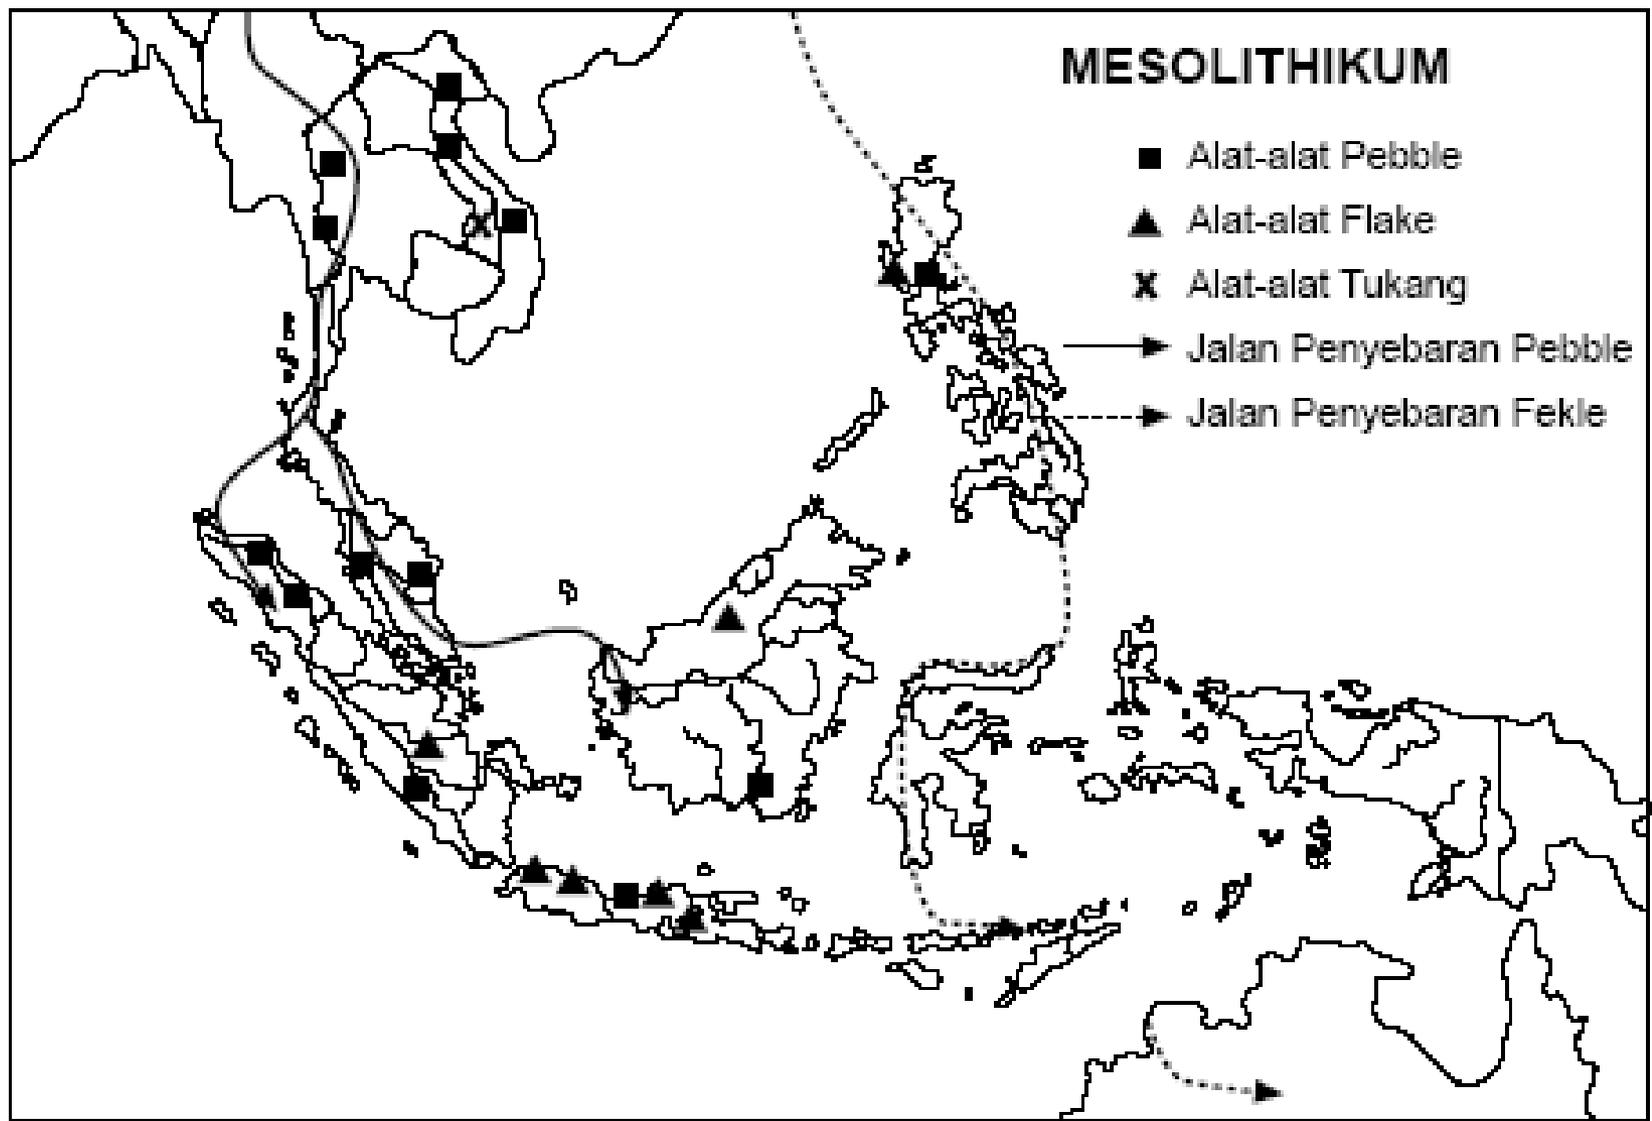 MESOLITHIKUM
Alat-alat Pebble
Alat-alat Flake
Alat-alat Tukang
Jalan Penyebaran Pebble
Jalan Penyebaran Fekle